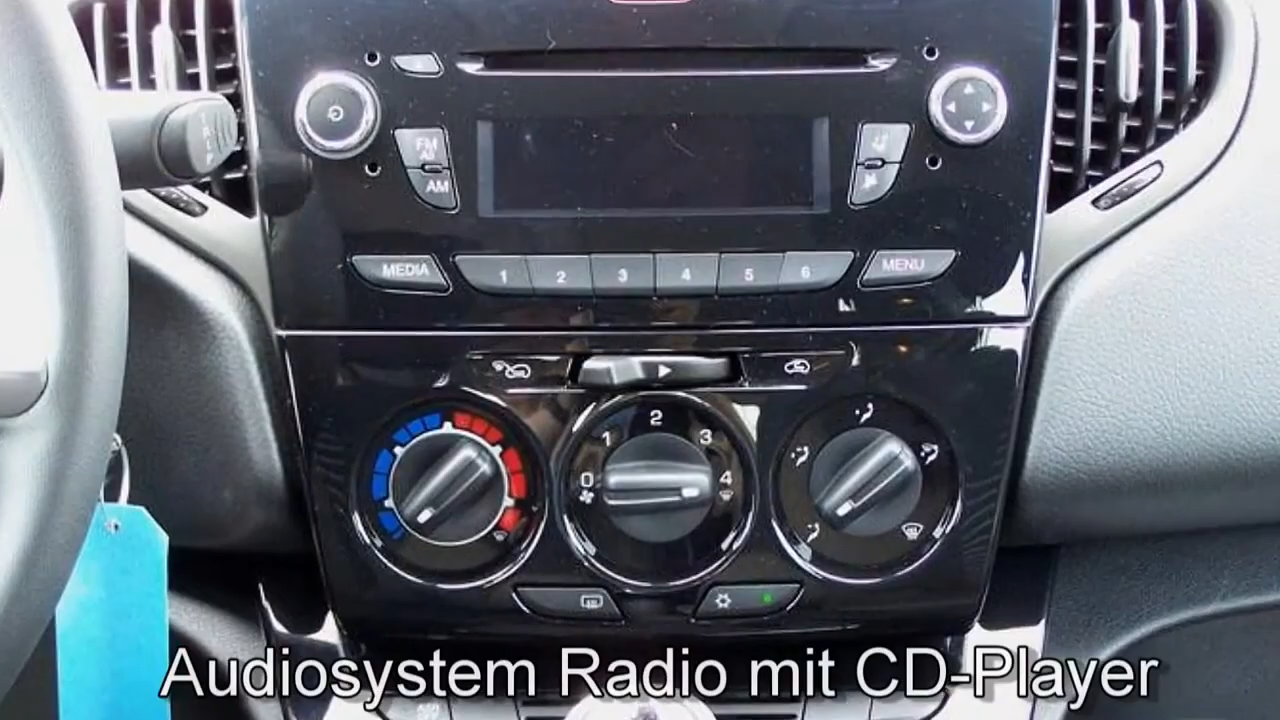 TRIP
FM
AM
MEDIA
1 2 3 4 5 6
MENU
0 1 2 3 4
Audiosystem Radio mit CD-Player